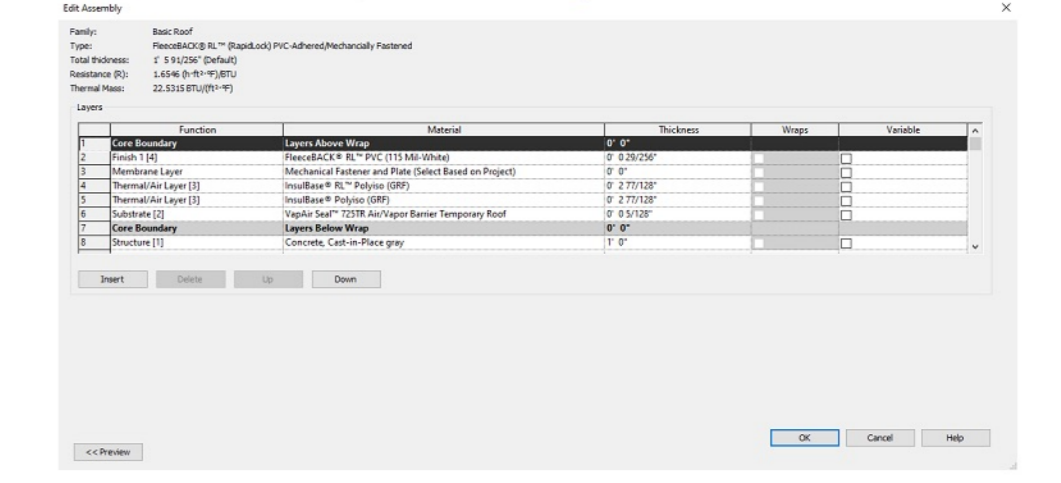 Edit Assembly
Family: Basic Roof
Type: FleeceBACK® RL™ (RapidLock) PVC-Adhered/Mechancially Fastened
Total thickness: 1' 5 91/256" (Default)
Resistance (R): 1.6546 (h·ft²·°F)/BTU
Thermal Mass: 22.5315 BTU/(ft²·°F)
Layers
Function Material Thickness Wraps Variable
1 Core Boundary Layers Above Wrap 0' 0"
2 Finish 1 [4] FleeceBACK® RL™ PVC (115 Mil-White) 0' 0 29/256"
3 Membrane Layer Mechanical Fastener and Plate (Select Based on Project) 0' 0"
4 Thermal/Air Layer [3] InsulBase® RL™ Polyiso (GRF) 0' 2 77/128"
5 Thermal/Air Layer [3] InsulBase® Polyiso (GRF) 0' 2 77/128"
6 Substrate [2] VapAir Seal™ 725TR Air/Vapor Barrier Temporary Roof 0' 0 5/128"
7 Core Boundary Layers Below Wrap 0' 0"
8 Structure [1] Concrete, Cast-in-Place gray 1' 0"
Insert Delete Up Down
OK Cancel Help
<< Preview